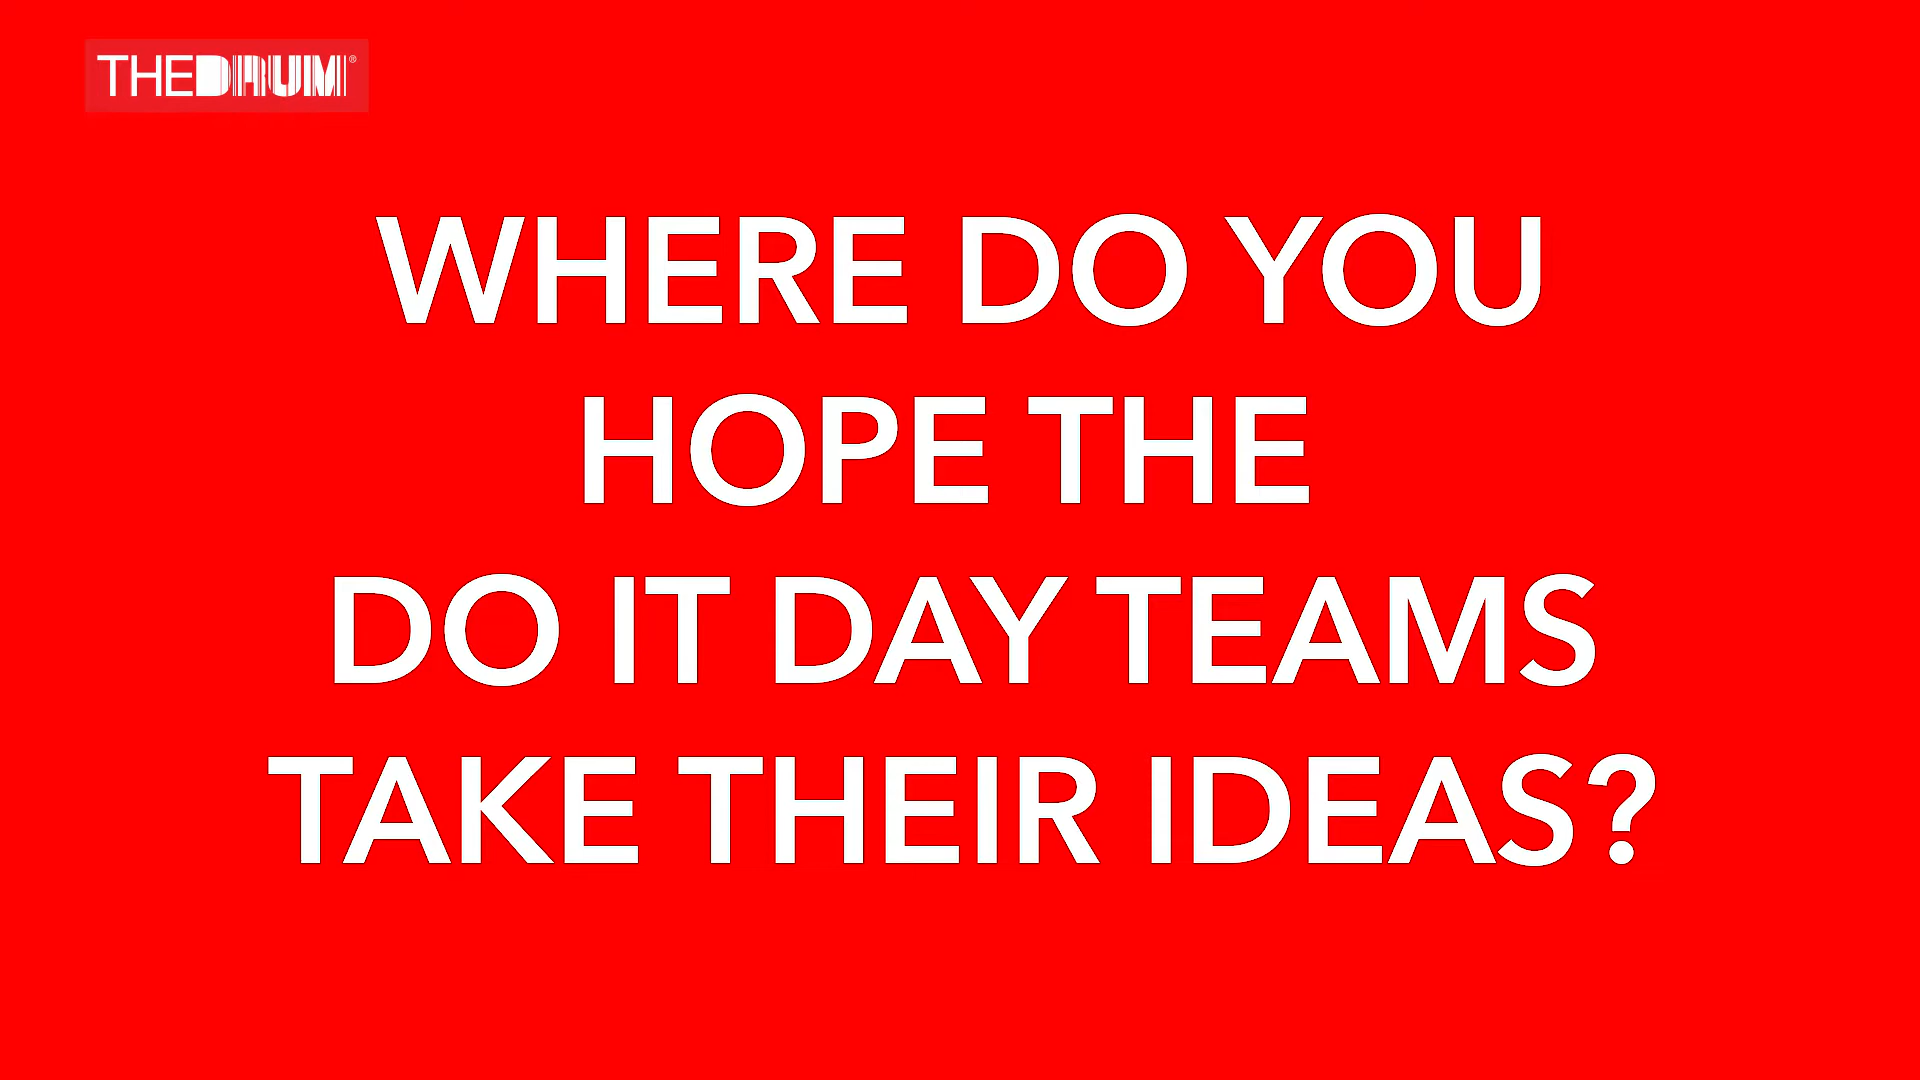 THEDRUM®
WHERE DO YOU
HOPE THE
DO IT DAY TEAMS
TAKE THEIR IDEAS?